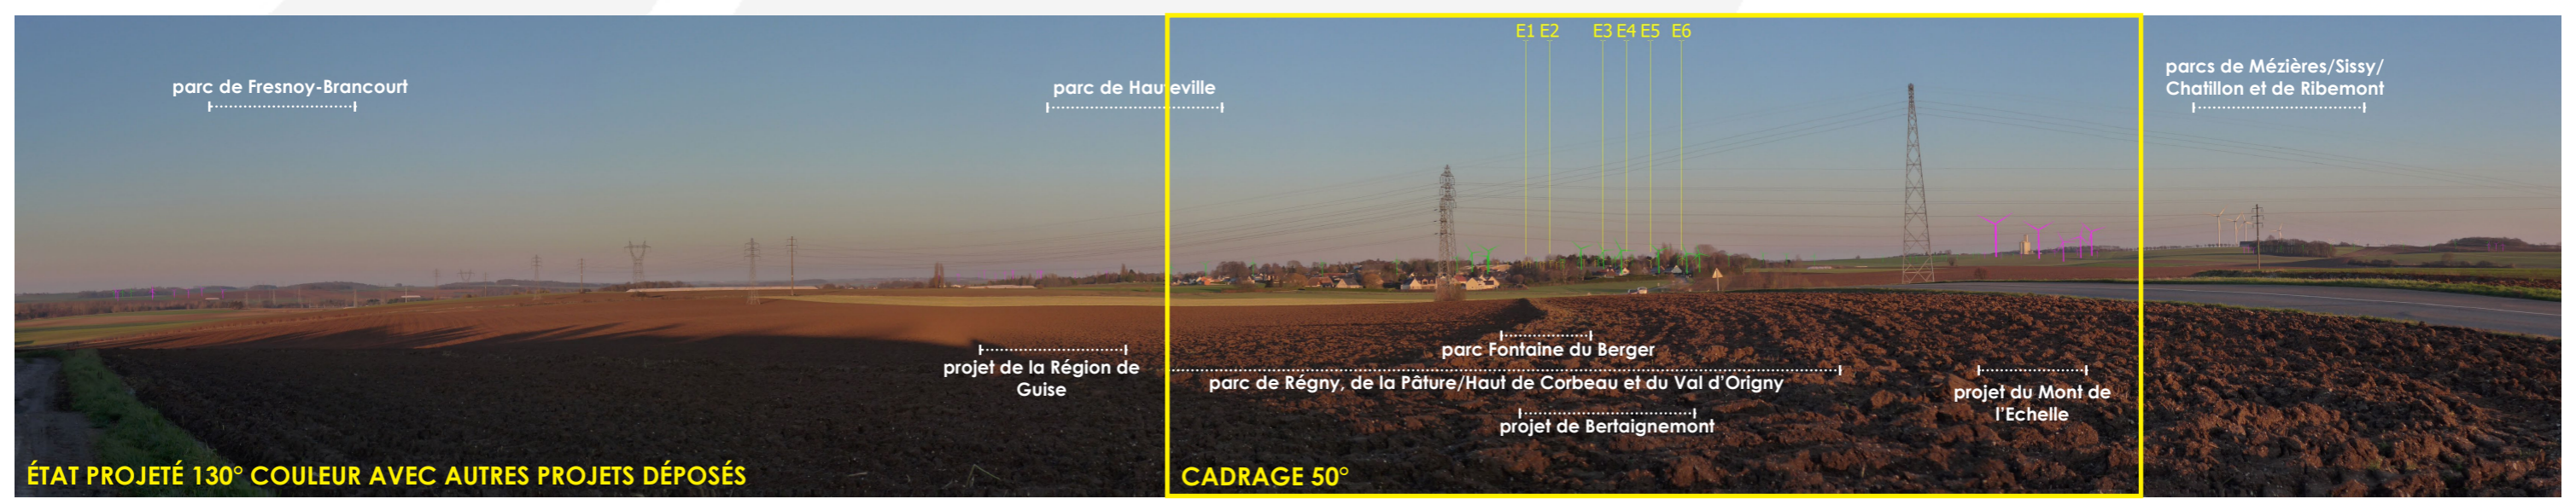 E1 E2 E3 E4 E5 E6
parc de Fresnoy-Brancourt
parc de Hauteville
parcs de Mézières/Sissy/
Chatillon et de Ribemont
projet de la Région de
Guise
parc Fontaine du Berger
parc de Régny, de la Pâture/Haut de Corbeau et du Val d'Origny
projet de Bertaignemont
projet du Mont de
l'Echelle
ÉTAT PROJETÉ 130° COULEUR AVEC AUTRES PROJETS DÉPOSÉS
CADRAGE 50°